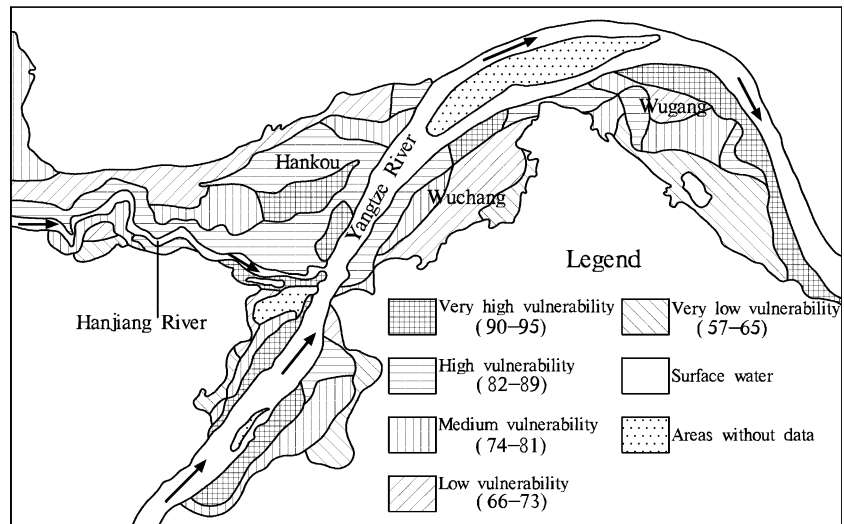 Wugang
Hankou
Yangtze River
Wuchang
Legend
Hanjiang River
Very high vulnerability
(90–95)
High vulnerability
(82–89)
Medium vulnerability
(74–81)
Low vulnerability
(66–73)
Very low vulnerability
(57–65)
Surface water
Areas without data